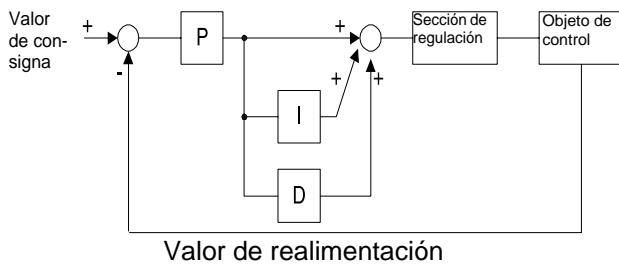 Valor
de con-
signa
+
-
P
+
+
+
I
D
Sección de
regulación
Objeto de
control
Valor de realimentación